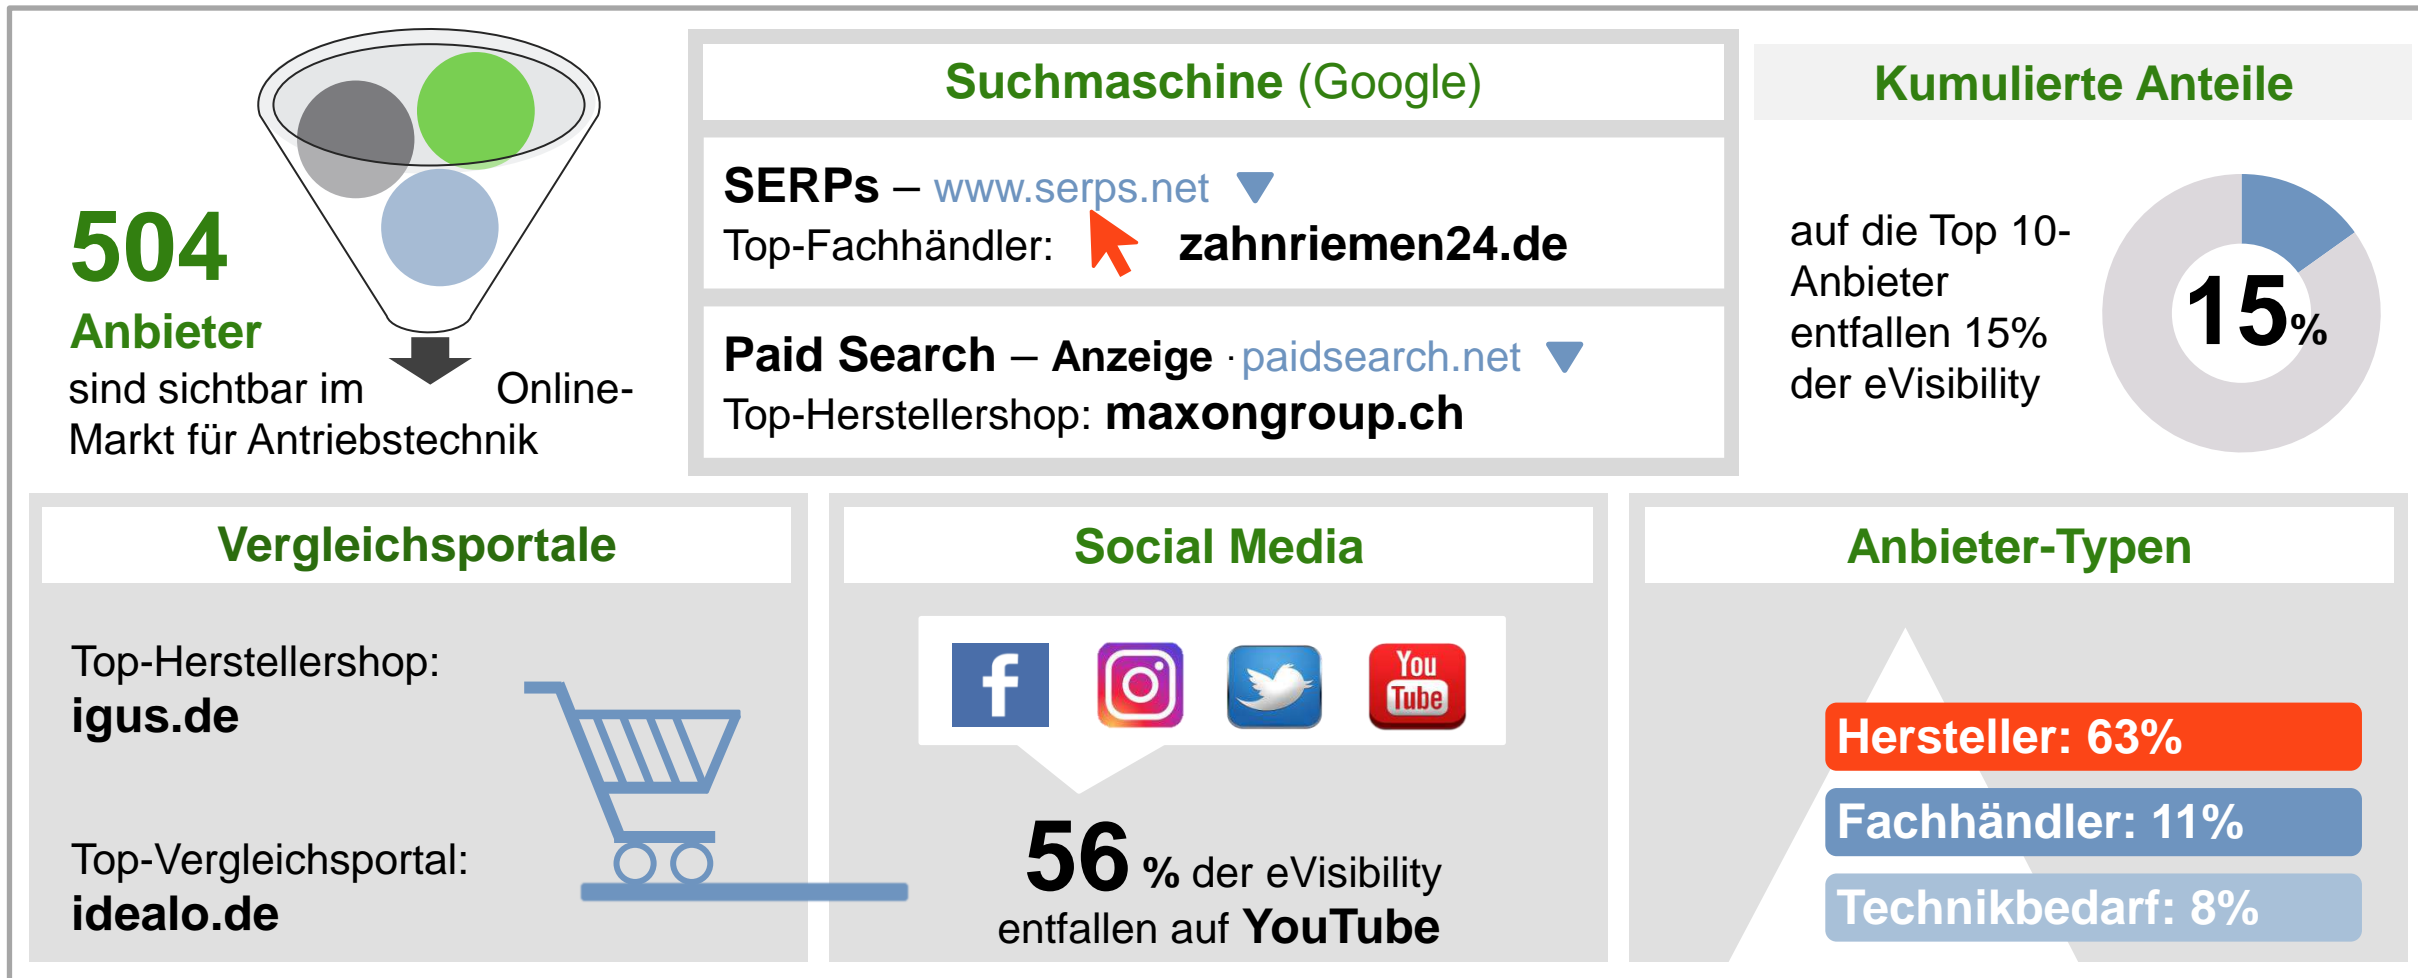 504
Anbieter
sind sichtbar im Online-
Markt für Antriebstechnik
Suchmaschine (Google)
SERPs – www.serps.net
Top-Fachhändler: zahnriemen24.de
Paid Search – Anzeige · paidsearch.net
Top-Herstellershop: maxongroup.ch
Kumulierte Anteile
auf die Top 10-
Anbieter
entfallen 15%
der eVisibility
15%
Vergleichsportale
Top-Herstellershop:
igus.de
Top-Vergleichsportal:
idealo.de
Social Media
f
You
Tube
56 % der eVisibility
entfallen auf YouTube
Anbieter-Typen
Hersteller: 63%
Fachhändler: 11%
Technikbedarf: 8%